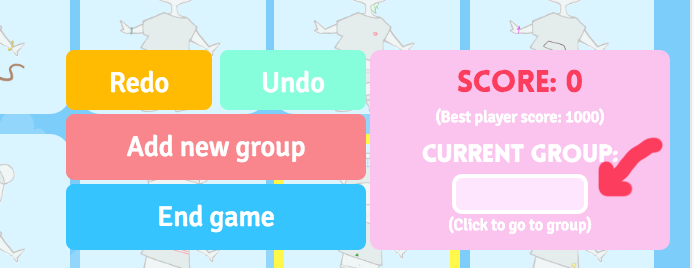 Redo
Undo
Add new group
End game
SCORE: 0
(Best player score: 1000)
CURRENT GROUP:
(Click to go to group)